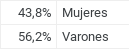 43,8% Mujeres
56,2% Varones